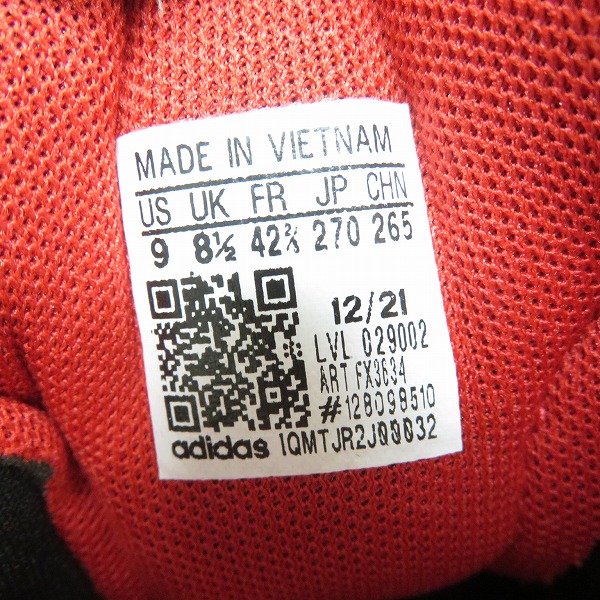 MADE IN VIETNAM
US UK FR JP CHN
9 8½ 42⅔ 270 265
12/21
LVL 029002
ART FX3634
#128098510
adidas 1QMTJR2J00032